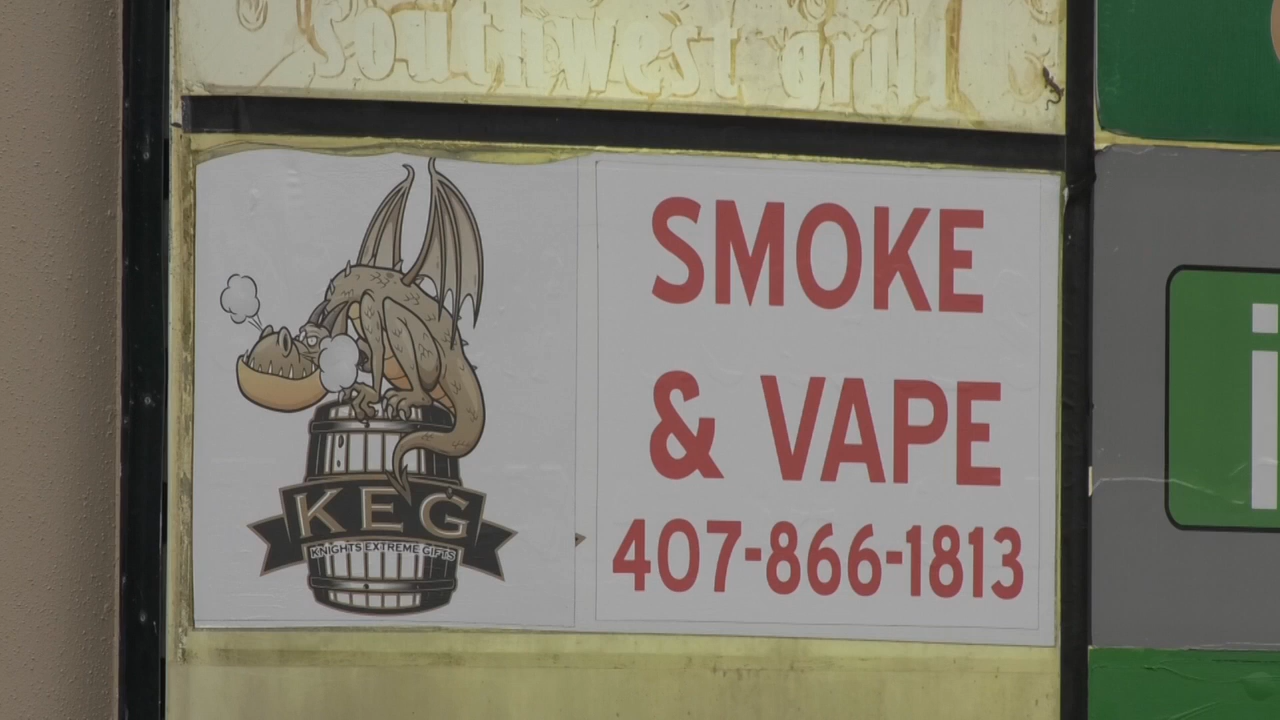 Southwest grill
SMOKE
& VAPE
407-866-1813
KEG
KNIGHTS EXTREME GIFTS
i